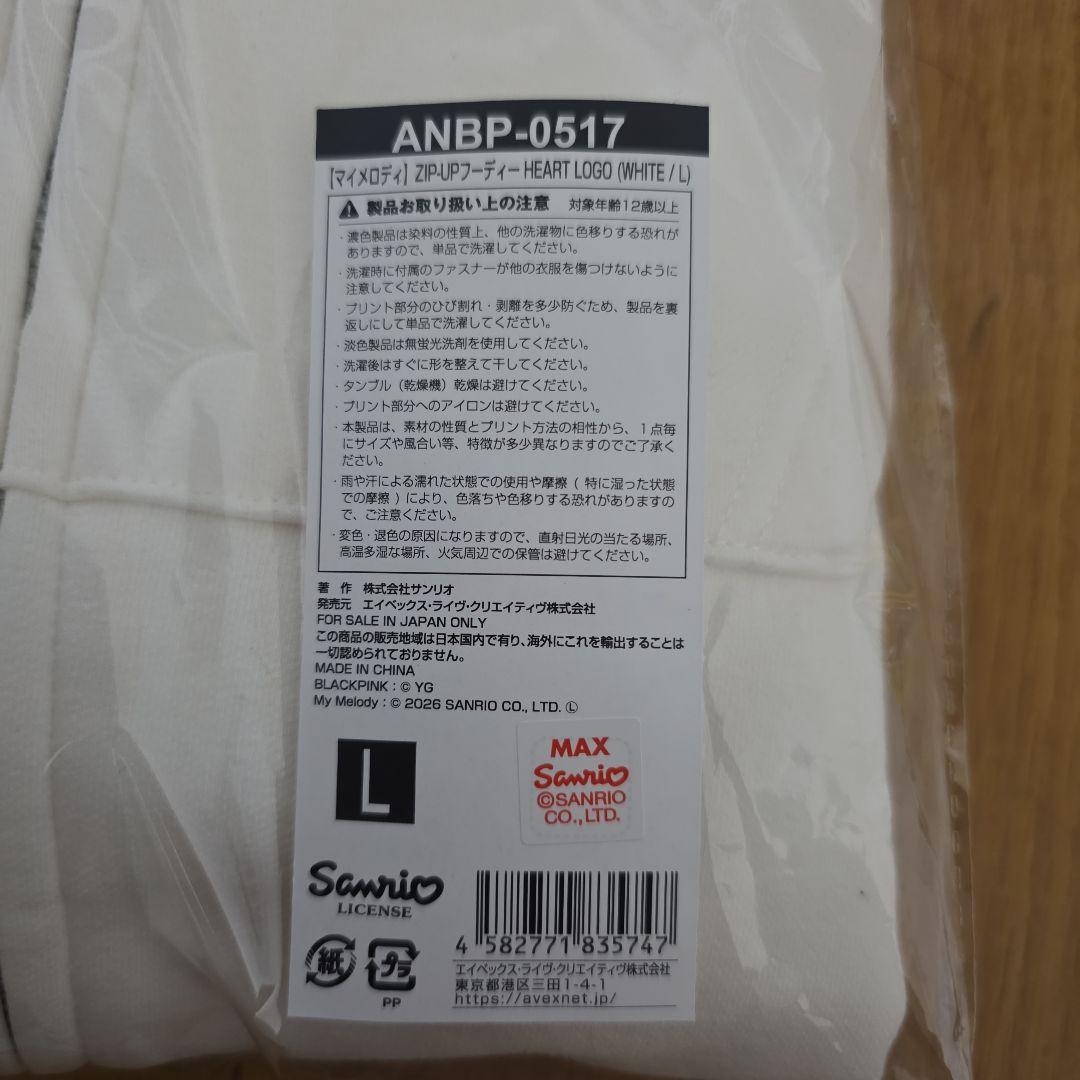 ANBP-0517
【マイメロディ】ZIP-UPフーディー HEART LOGO (WHITE / L)
製品お取り扱い上の注意 対象年齢12歳以上
・濃色製品は染料の性質上、他の洗濯物に色移りする恐れが
ありますので、単品で洗濯してください。
・洗濯時に付属のファスナーが他の衣服を傷つけないように
注意してください。
・プリント部分のひび割れ・剥離を多少防ぐため、製品を裏
返しにして単品で洗濯してください。
・淡色製品は無蛍光洗剤を使用してください。
・洗濯後はすぐに形を整えて干してください。
・タンブル（乾燥機）乾燥は避けてください。
・プリント部分へのアイロンは避けてください。
・本製品は、素材の性質とプリント方法の相性から、1点毎
にサイズや風合い等、特徴が多少異なりますのでご了承く
ださい。
・雨や汗による濡れた状態での使用や摩擦（特に湿った状態
での摩擦）により、色落ちや色移りする恐れがありますの
で、ご注意ください。
・変色・退色の原因になりますので、直射日光の当たる場所、
高温多湿な場所、火気周辺での保管は避けてください。
著 作 株式会社サンリオ
発売元 エイベックス・ライヴ・クリエイティヴ株式会社
FOR SALE IN JAPAN ONLY
この商品の販売地域は日本国内で有り、海外にこれを輸出することは
一切認められておりません。
MADE IN CHINA
BLACKPINK : © YG
My Melody : © 2026 SANRIO CO., LTD. Ⓛ
L
MAX
Sanrio
©SANRIO
CO.,LTD.
Sanrio
LICENSE
紙
プラ
PP
4 582771 835747
エイベックス・ライヴ・クリエイティヴ株式会社
東京都港区三田1-4-1
https://avexnet.jp/